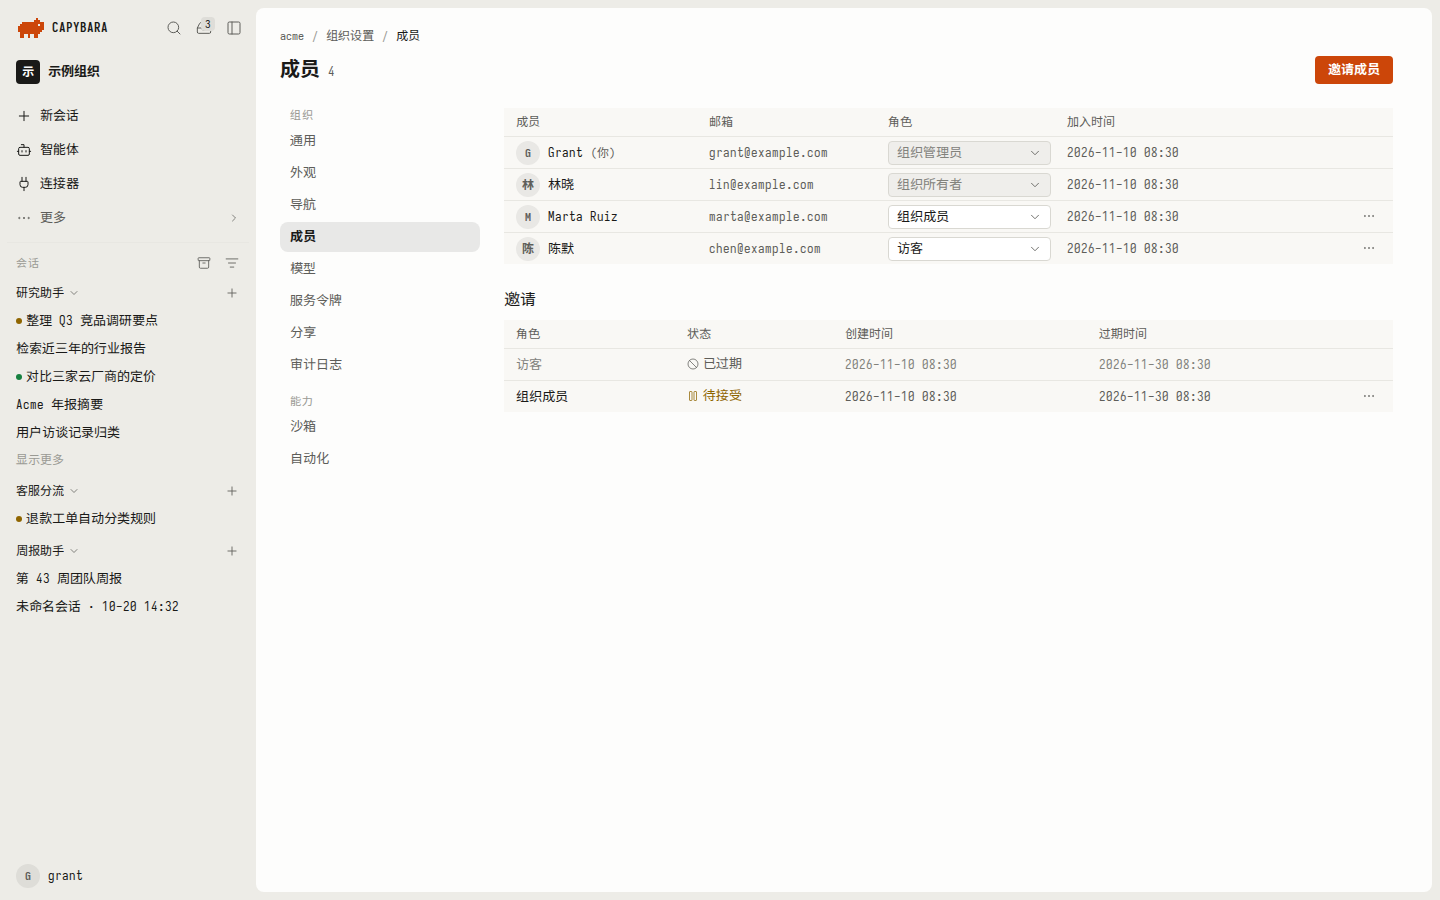 CAPYBARA
3
示 示例组织
新会话
智能体
连接器
更多
会话
研究助手
整理 Q3 竞品调研要点
检索近三年的行业报告
对比三家云厂商的定价
Acme 年报摘要
用户访谈记录归类
显示更多
客服分流
退款工单自动分类规则
周报助手
第 43 周团队周报
未命名会话 · 10-20 14:32
G grant
acme / 组织设置 / 成员
成员 4
邀请成员
组织
通用
外观
导航
成员
模型
服务令牌
分享
审计日志
能力
沙箱
自动化
成员 邮箱 角色 加入时间
G Grant (你) grant@example.com 组织管理员 2026-11-10 08:30
林 林晓 lin@example.com 组织所有者 2026-11-10 08:30
M Marta Ruiz marta@example.com 组织成员 2026-11-10 08:30
陈 陈默 chen@example.com 访客 2026-11-10 08:30
邀请
角色 状态 创建时间 过期时间
访客 已过期 2026-11-10 08:30 2026-11-30 08:30
组织成员 待接受 2026-11-10 08:30 2026-11-30 08:30